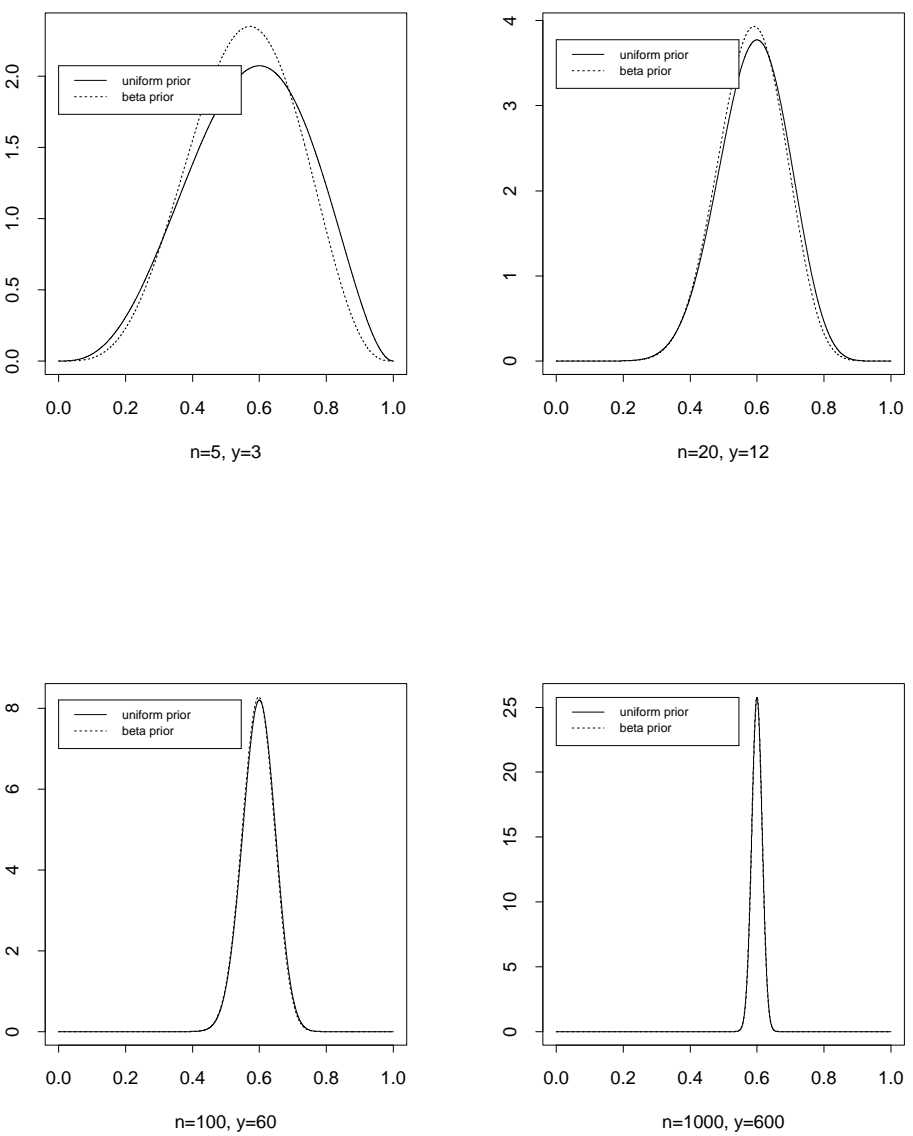 2.0
1.5
1.0
0.5
0.0
uniform prior
beta prior
0.0 0.2 0.4 0.6 0.8 1.0
n=5, y=3
4
3
2
1
0
uniform prior
beta prior
0.0 0.2 0.4 0.6 0.8 1.0
n=20, y=12
8
6
4
2
0
uniform prior
beta prior
0.0 0.2 0.4 0.6 0.8 1.0
n=100, y=60
25
20
15
10
5
0
uniform prior
beta prior
0.0 0.2 0.4 0.6 0.8 1.0
n=1000, y=600